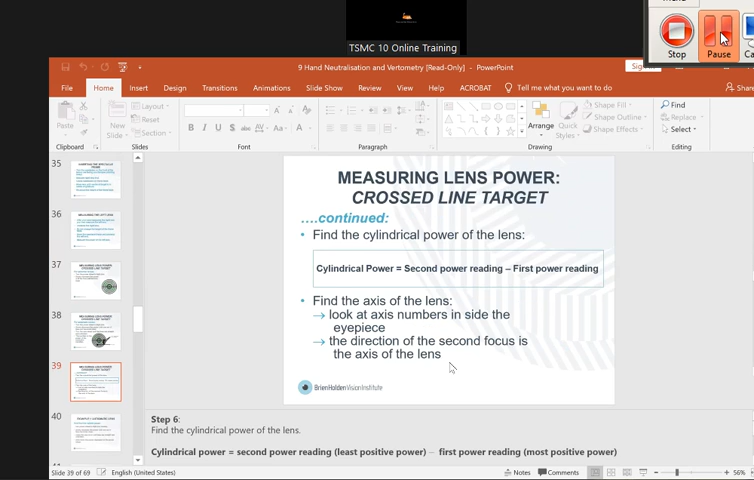 Stop
Pause
TSMC 10 Online Training
9 Hand Neutralisation and Vertometry [Read-Only] - PowerPoint
File Home Insert Design Transitions Animations Slide Show Review View Help ACROBAT Tell me what you want to do
Paste
New Slide
Layout
Reset
Section
Arrange
Quick Styles
Shape Fill
Shape Outline
Shape Effects
Find
Replace
Select
Clipboard Slides Font Paragraph Drawing Editing
35
36
37
38
39
40
MEASURING LENS POWER:
CROSSED LINE TARGET
....continued:
• Find the cylindrical power of the lens:
Cylindrical Power = Second power reading – First power reading
• Find the axis of the lens:
→ look at axis numbers in side the
eyepiece
→ the direction of the second focus is
the axis of the lens
BrienHoldenVisionInstitute
Step 6:
Find the cylindrical power of the lens.
Cylindrical power = second power reading (least positive power) – first power reading (most positive power)
Slide 39 of 69 English (United States) Notes Comments 56%